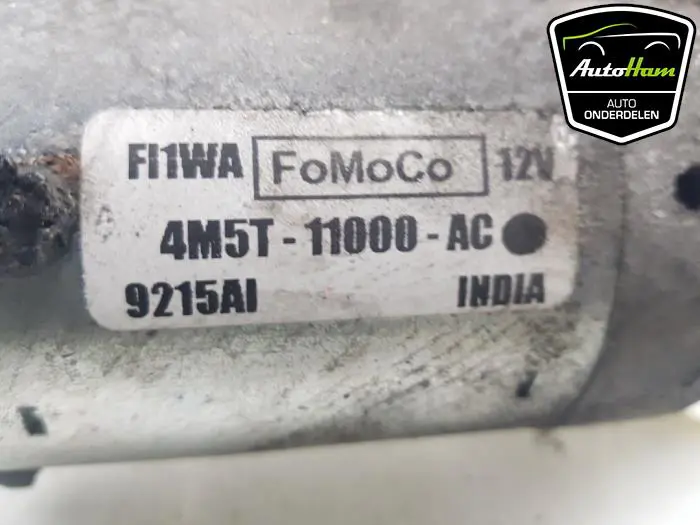 AutoHam
AUTO
ONDERDELEN
FI1WA FoMoCo 12V
4M5T-11000-AC
9215AI INDIA